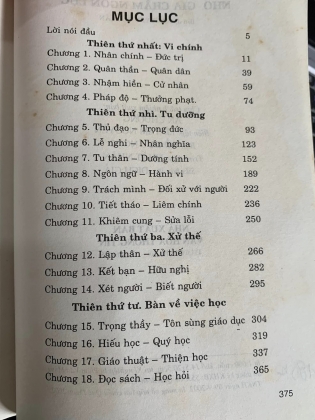 MỤC LỤC
Lời nói đầu 5
Thiên thứ nhất: Vi chính
Chương 1. Nhân chính – Đức trị 11
Chương 2. Quân thần – Quân dân 39
Chương 3. Nhậm hiền – Cử nhân 59
Chương 4. Pháp độ – Thưởng phạt. 74
Thiên thứ nhì. Tu dưỡng
Chương 5. Thủ đạo – Trọng đức 93
Chương 6. Lễ nghi – Nhân nghĩa 123
Chương 7. Tu thân – Dưỡng tính 152
Chương 8. Ngôn ngữ – Hành vi 189
Chương 9. Trách mình – Đối xử với người 222
Chương 10. Tiết tháo – Liêm chính 236
Chương 11. Khiêm cung – Sửa lỗi 250
Thiên thứ ba. Xử thế
Chương 12. Lập thân – Xử thế 266
Chương 13. Kết bạn – Hữu nghị 282
Chương 14. Xét người – Biết người 295
Thiên thứ tư. Bàn về việc học
Chương 15. Trọng thầy – Tôn sùng giáo dục 304
Chương 16. Hiếu học – Quý học 319
Chương 17. Giáo thuật – Thiện học 337
Chương 18. Đọc sách – Học hỏi 365
375